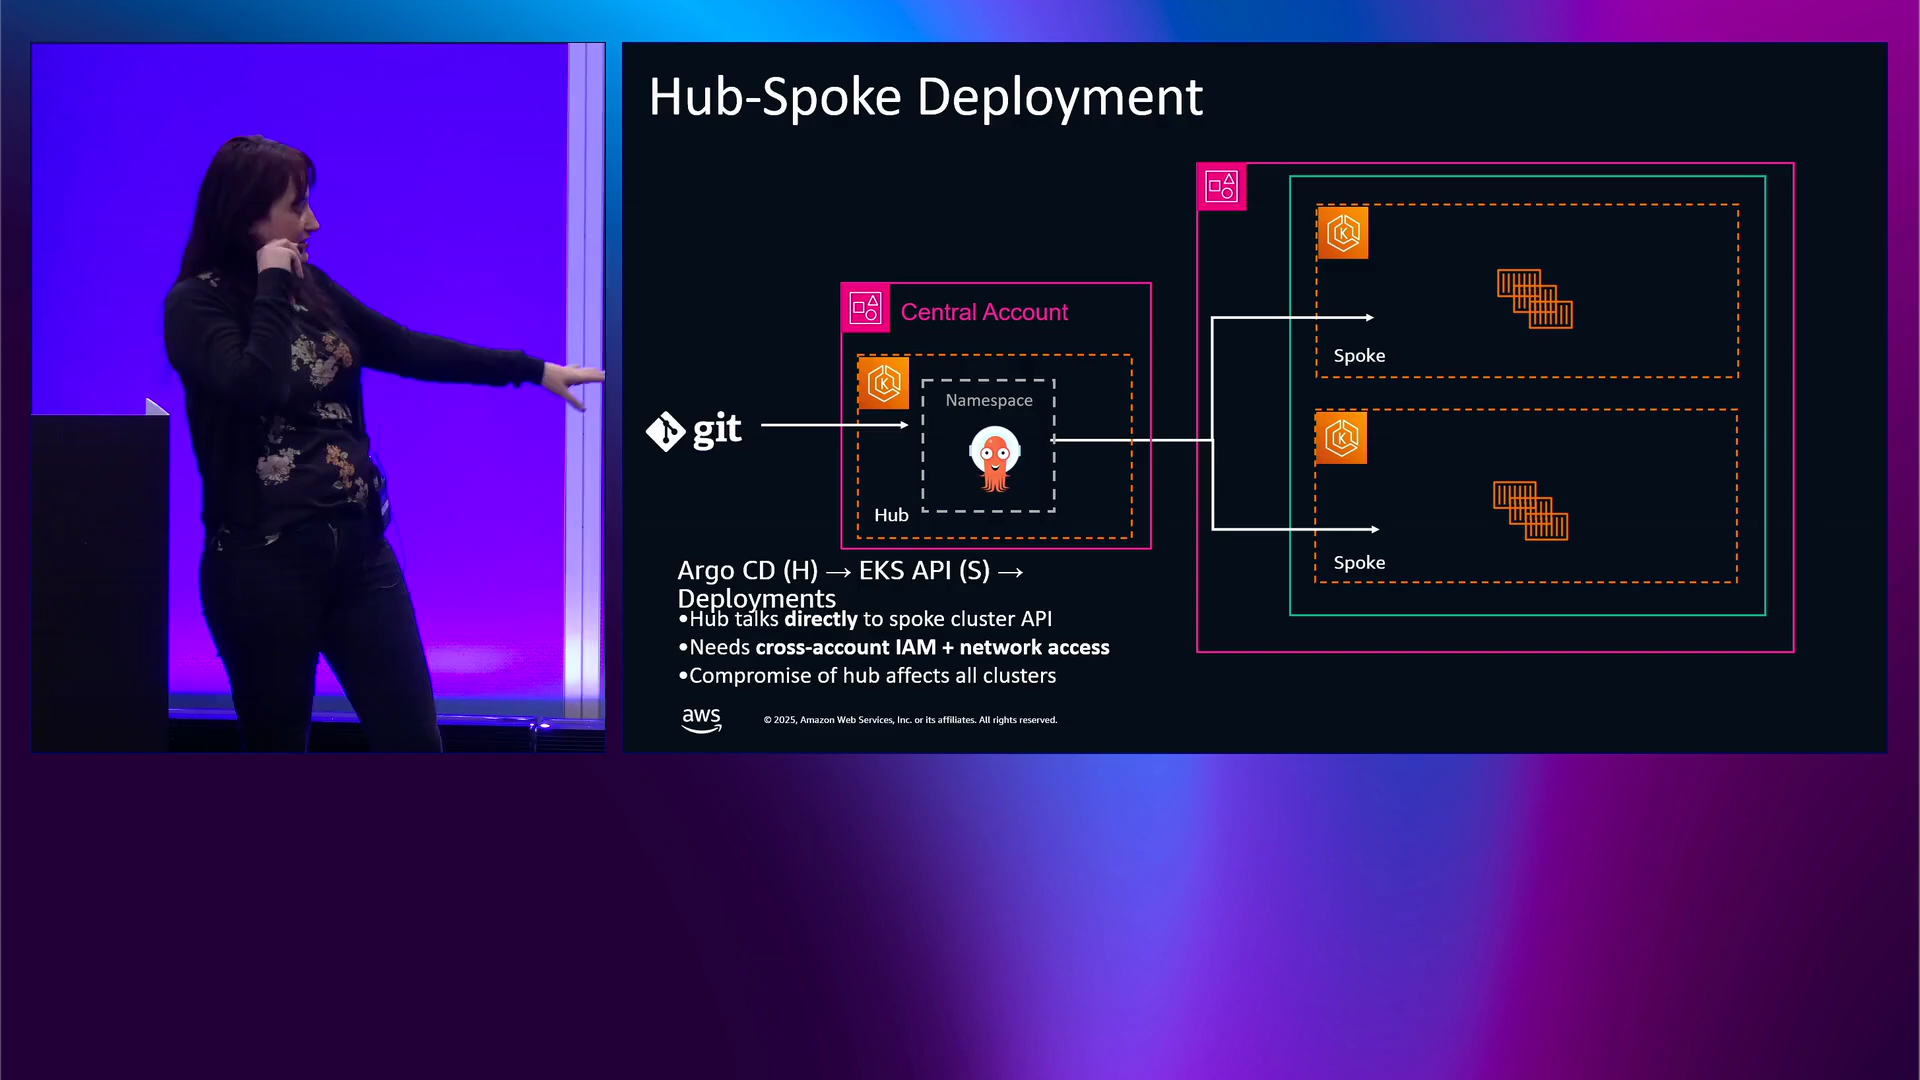 Hub-Spoke Deployment
Central Account
Namespace
git
Hub
Spoke
Spoke
Argo CD (H) → EKS API (S) →
Deployments
•Hub talks directly to spoke cluster API
•Needs cross-account IAM + network access
•Compromise of hub affects all clusters
aws
© 2025, Amazon Web Services, Inc. or its affiliates. All rights reserved.